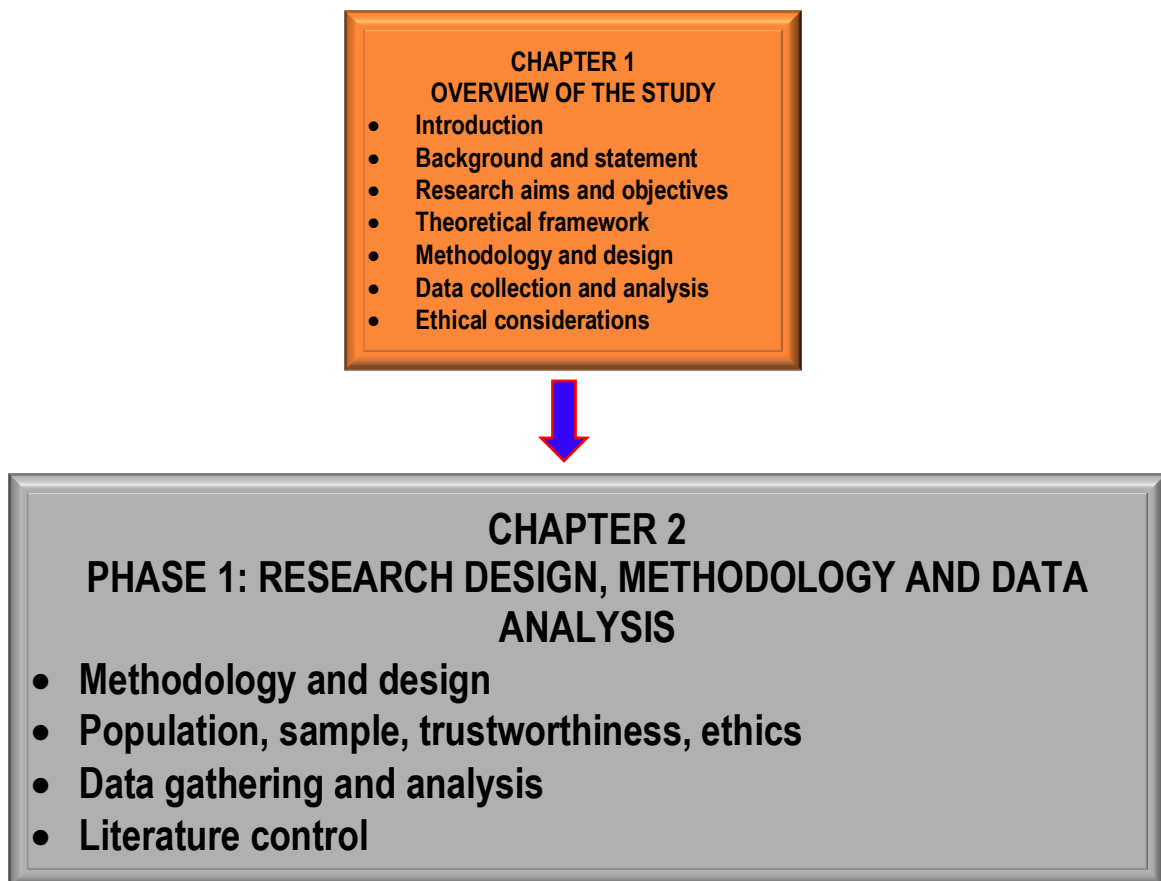 CHAPTER 1
OVERVIEW OF THE STUDY
• Introduction
• Background and statement
• Research aims and objectives
• Theoretical framework
• Methodology and design
• Data collection and analysis
• Ethical considerations
CHAPTER 2
PHASE 1: RESEARCH DESIGN, METHODOLOGY AND DATA
ANALYSIS
• Methodology and design
• Population, sample, trustworthiness, ethics
• Data gathering and analysis
• Literature control